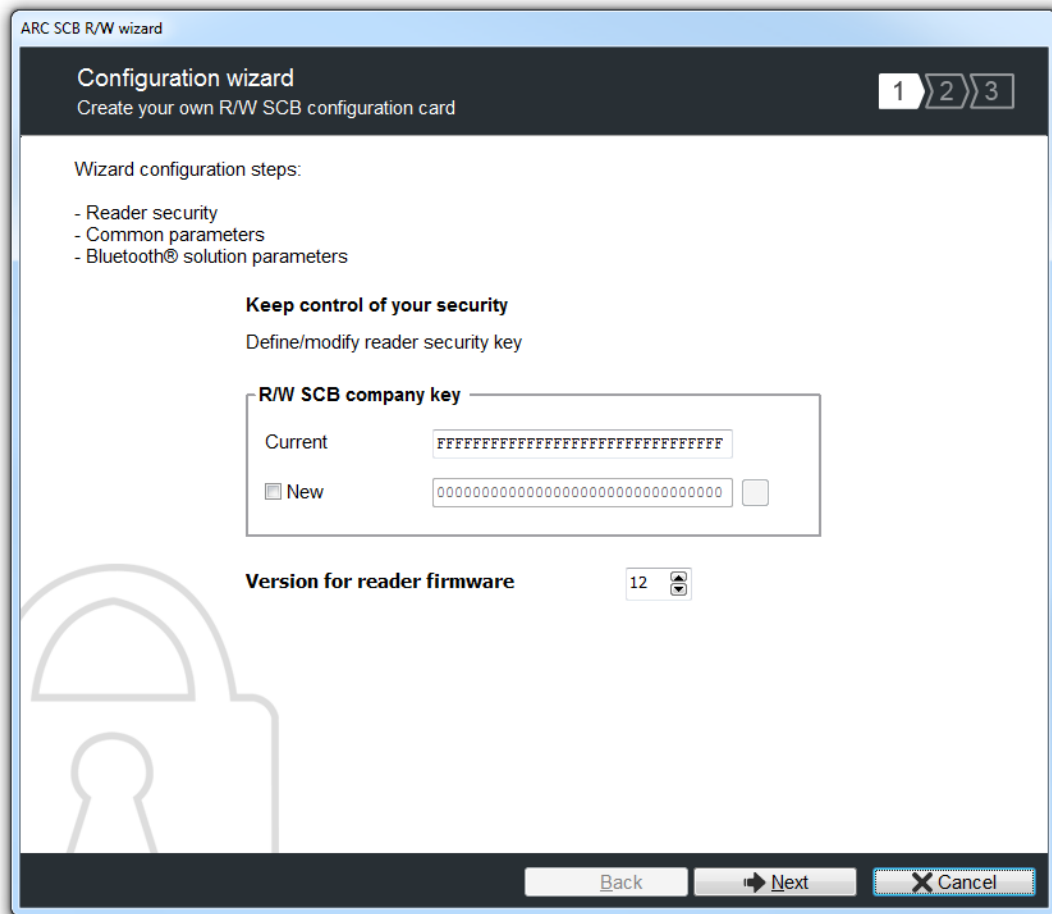 ARC SCB R/W wizard
Configuration wizard
Create your own R/W SCB configuration card
1 2 3
Wizard configuration steps:
- Reader security
- Common parameters
- Bluetooth® solution parameters
Keep control of your security
Define/modify reader security key
R/W SCB company key
Current FFFFFFFFFFFFFFFFFFFFFFFFFFFFFFFF
New 00000000000000000000000000000000
Version for reader firmware 12
Back Next Cancel